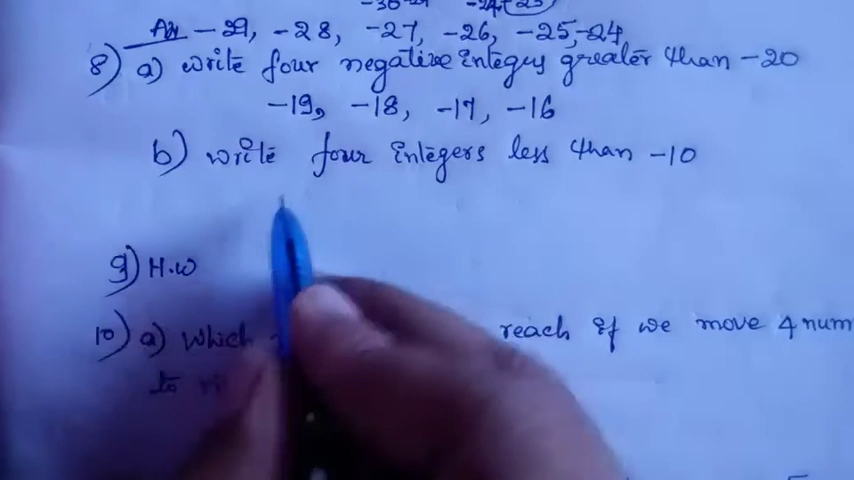 Ans -29, -28, -27, -26, -25, -24
8) a) write four negative integers greater than -20
-19, -18, -17, -16
b) write four integers less than -10
9) H.W
10) a) which reach if we move 4 num
to